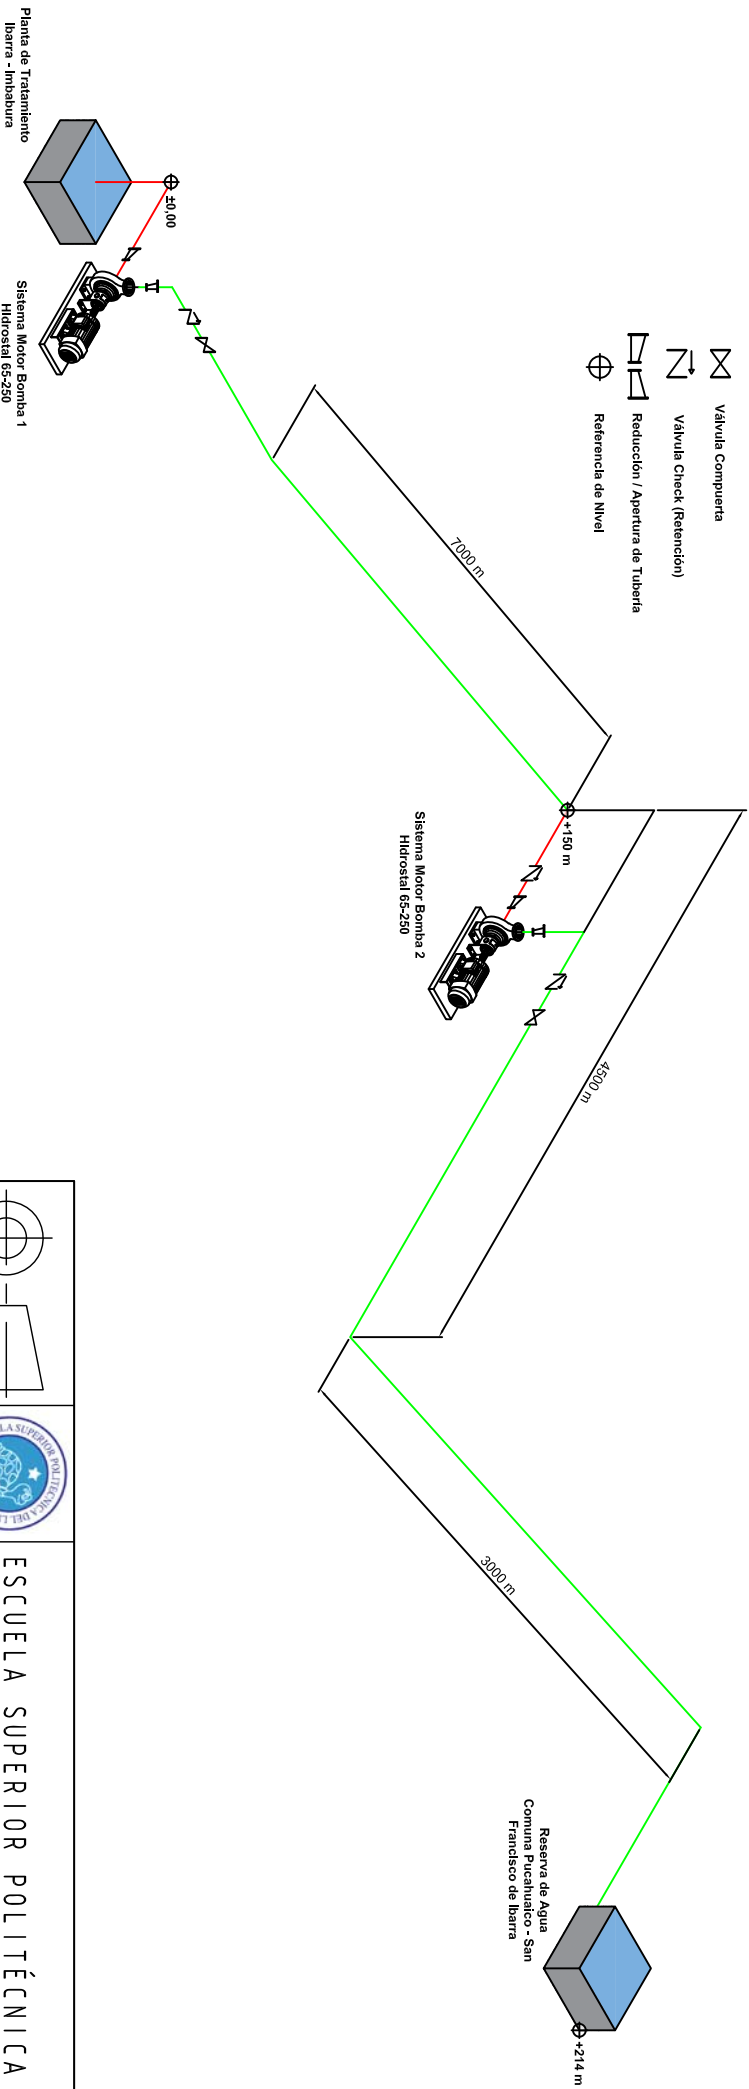 Válvula Compuerta
Válvula Check (Retención)
Reducción / Apertura de Tubería
Referencia de Nivel
Planta de Tratamiento
Ibarra - Imbabura
±0,00
Sistema Motor Bomba 1
Hidrostal 65-250
7000 m
+150 m
Sistema Motor Bomba 2
Hidrostal 65-250
4500 m
3000 m
Reserva de Agua
Comuna Pucahuaico - San
Francisco de Ibarra
+214 m
ESCUELA SUPERIOR POLITÉCNICA